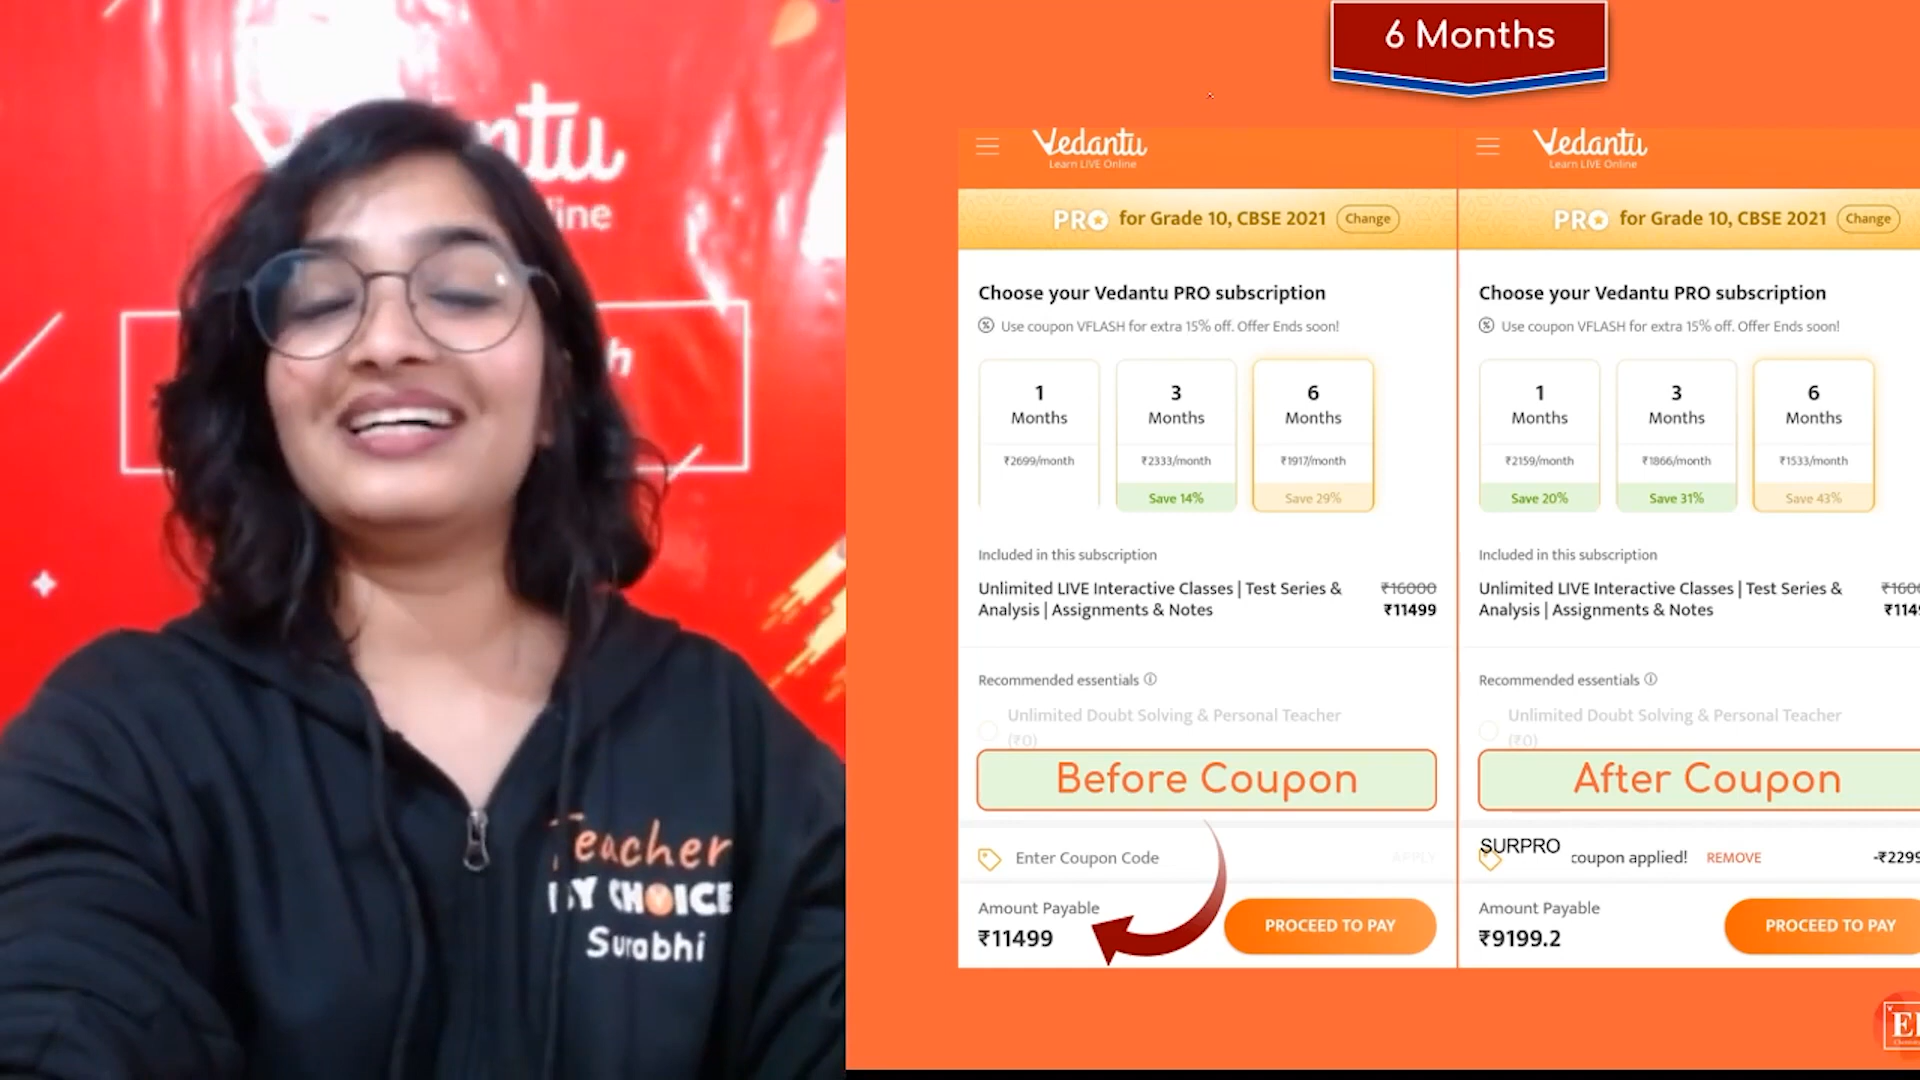 Vedantu
Teacher
BY CHOICE
Surabhi
6 Months
Vedantu
Learn LIVE Online
PRO for Grade 10, CBSE 2021 Change
Choose your Vedantu PRO subscription
Use coupon VFLASH for extra 15% off. Offer Ends soon!
1
Months
₹2699/month
3
Months
₹2333/month
Save 14%
6
Months
₹1917/month
Save 29%
Included in this subscription
Unlimited LIVE Interactive Classes | Test Series &
Analysis | Assignments & Notes
₹16000
₹11499
Recommended essentials
Unlimited Doubt Solving & Personal Teacher
(₹0)
Before Coupon
Enter Coupon Code APPLY
Amount Payable
₹11499
PROCEED TO PAY
Vedantu
Learn LIVE Online
PRO for Grade 10, CBSE 2021 Change
Choose your Vedantu PRO subscription
Use coupon VFLASH for extra 15% off. Offer Ends soon!
1
Months
₹2159/month
Save 20%
3
Months
₹1866/month
Save 31%
6
Months
₹1533/month
Save 43%
Included in this subscription
Unlimited LIVE Interactive Classes | Test Series &
Analysis | Assignments & Notes
Recommended essentials
Unlimited Doubt Solving & Personal Teacher
(₹0)
After Coupon
SURPRO coupon applied! REMOVE -₹2299
Amount Payable
₹9199.2
PROCEED TO PAY